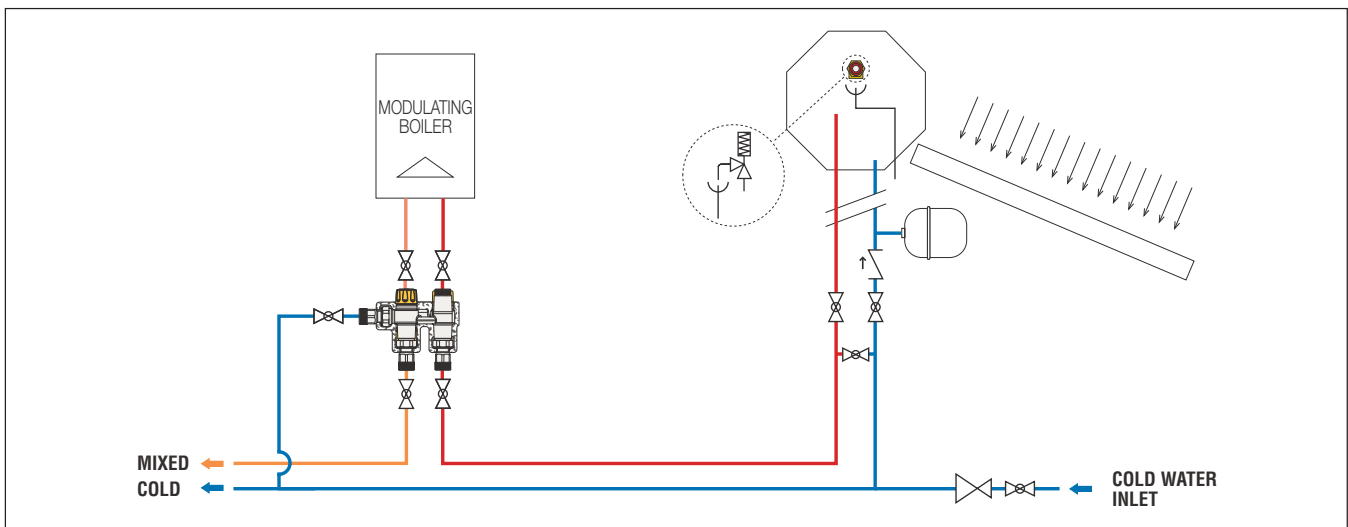 MODULATING
BOILER
MIXED
COLD
COLD WATER
INLET